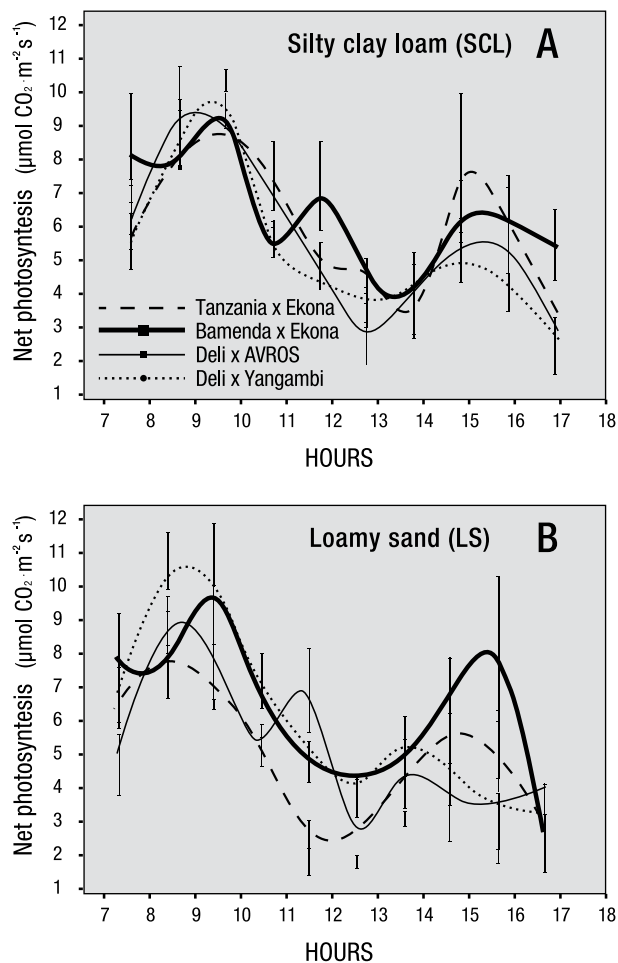 Silty clay loam (SCL) A
Net photosyntesis (µmol CO₂·m⁻²s⁻¹)
12
11
10
9
8
7
6
5
4
3
2
1
Tanzania x Ekona
Bamenda x Ekona
Deli x AVROS
Deli x Yangambi
7 8 9 10 11 12 13 14 15 16 17 18
HOURS
Loamy sand (LS) B
Net photosyntesis (µmol CO₂·m⁻²s⁻¹)
12
11
10
9
8
7
6
5
4
3
2
1
7 8 9 10 11 12 13 14 15 16 17 18
HOURS